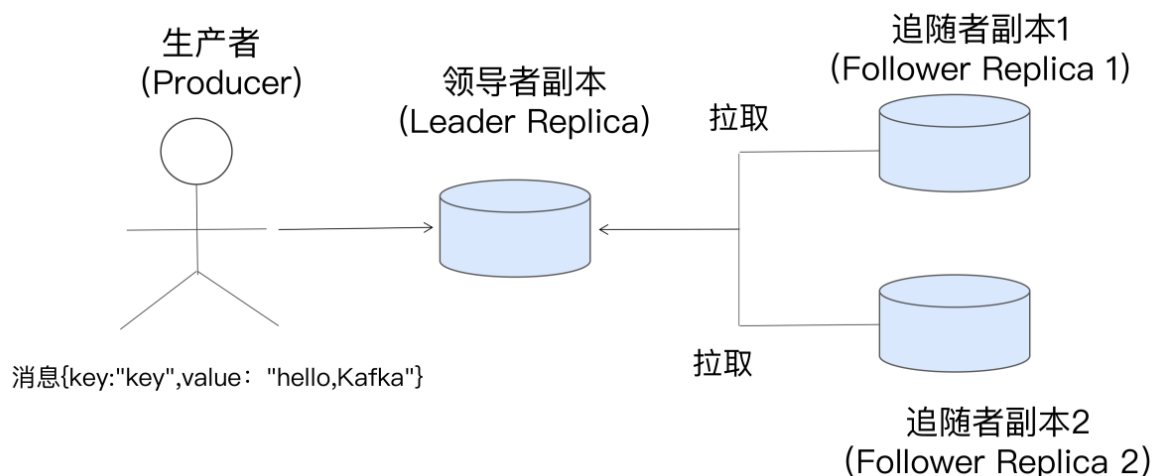 生产者
(Producer)
领导者副本
(Leader Replica)
追随者副本1
(Follower Replica 1)
拉取
拉取
消息{key:"key",value："hello,Kafka"}
追随者副本2
(Follower Replica 2)